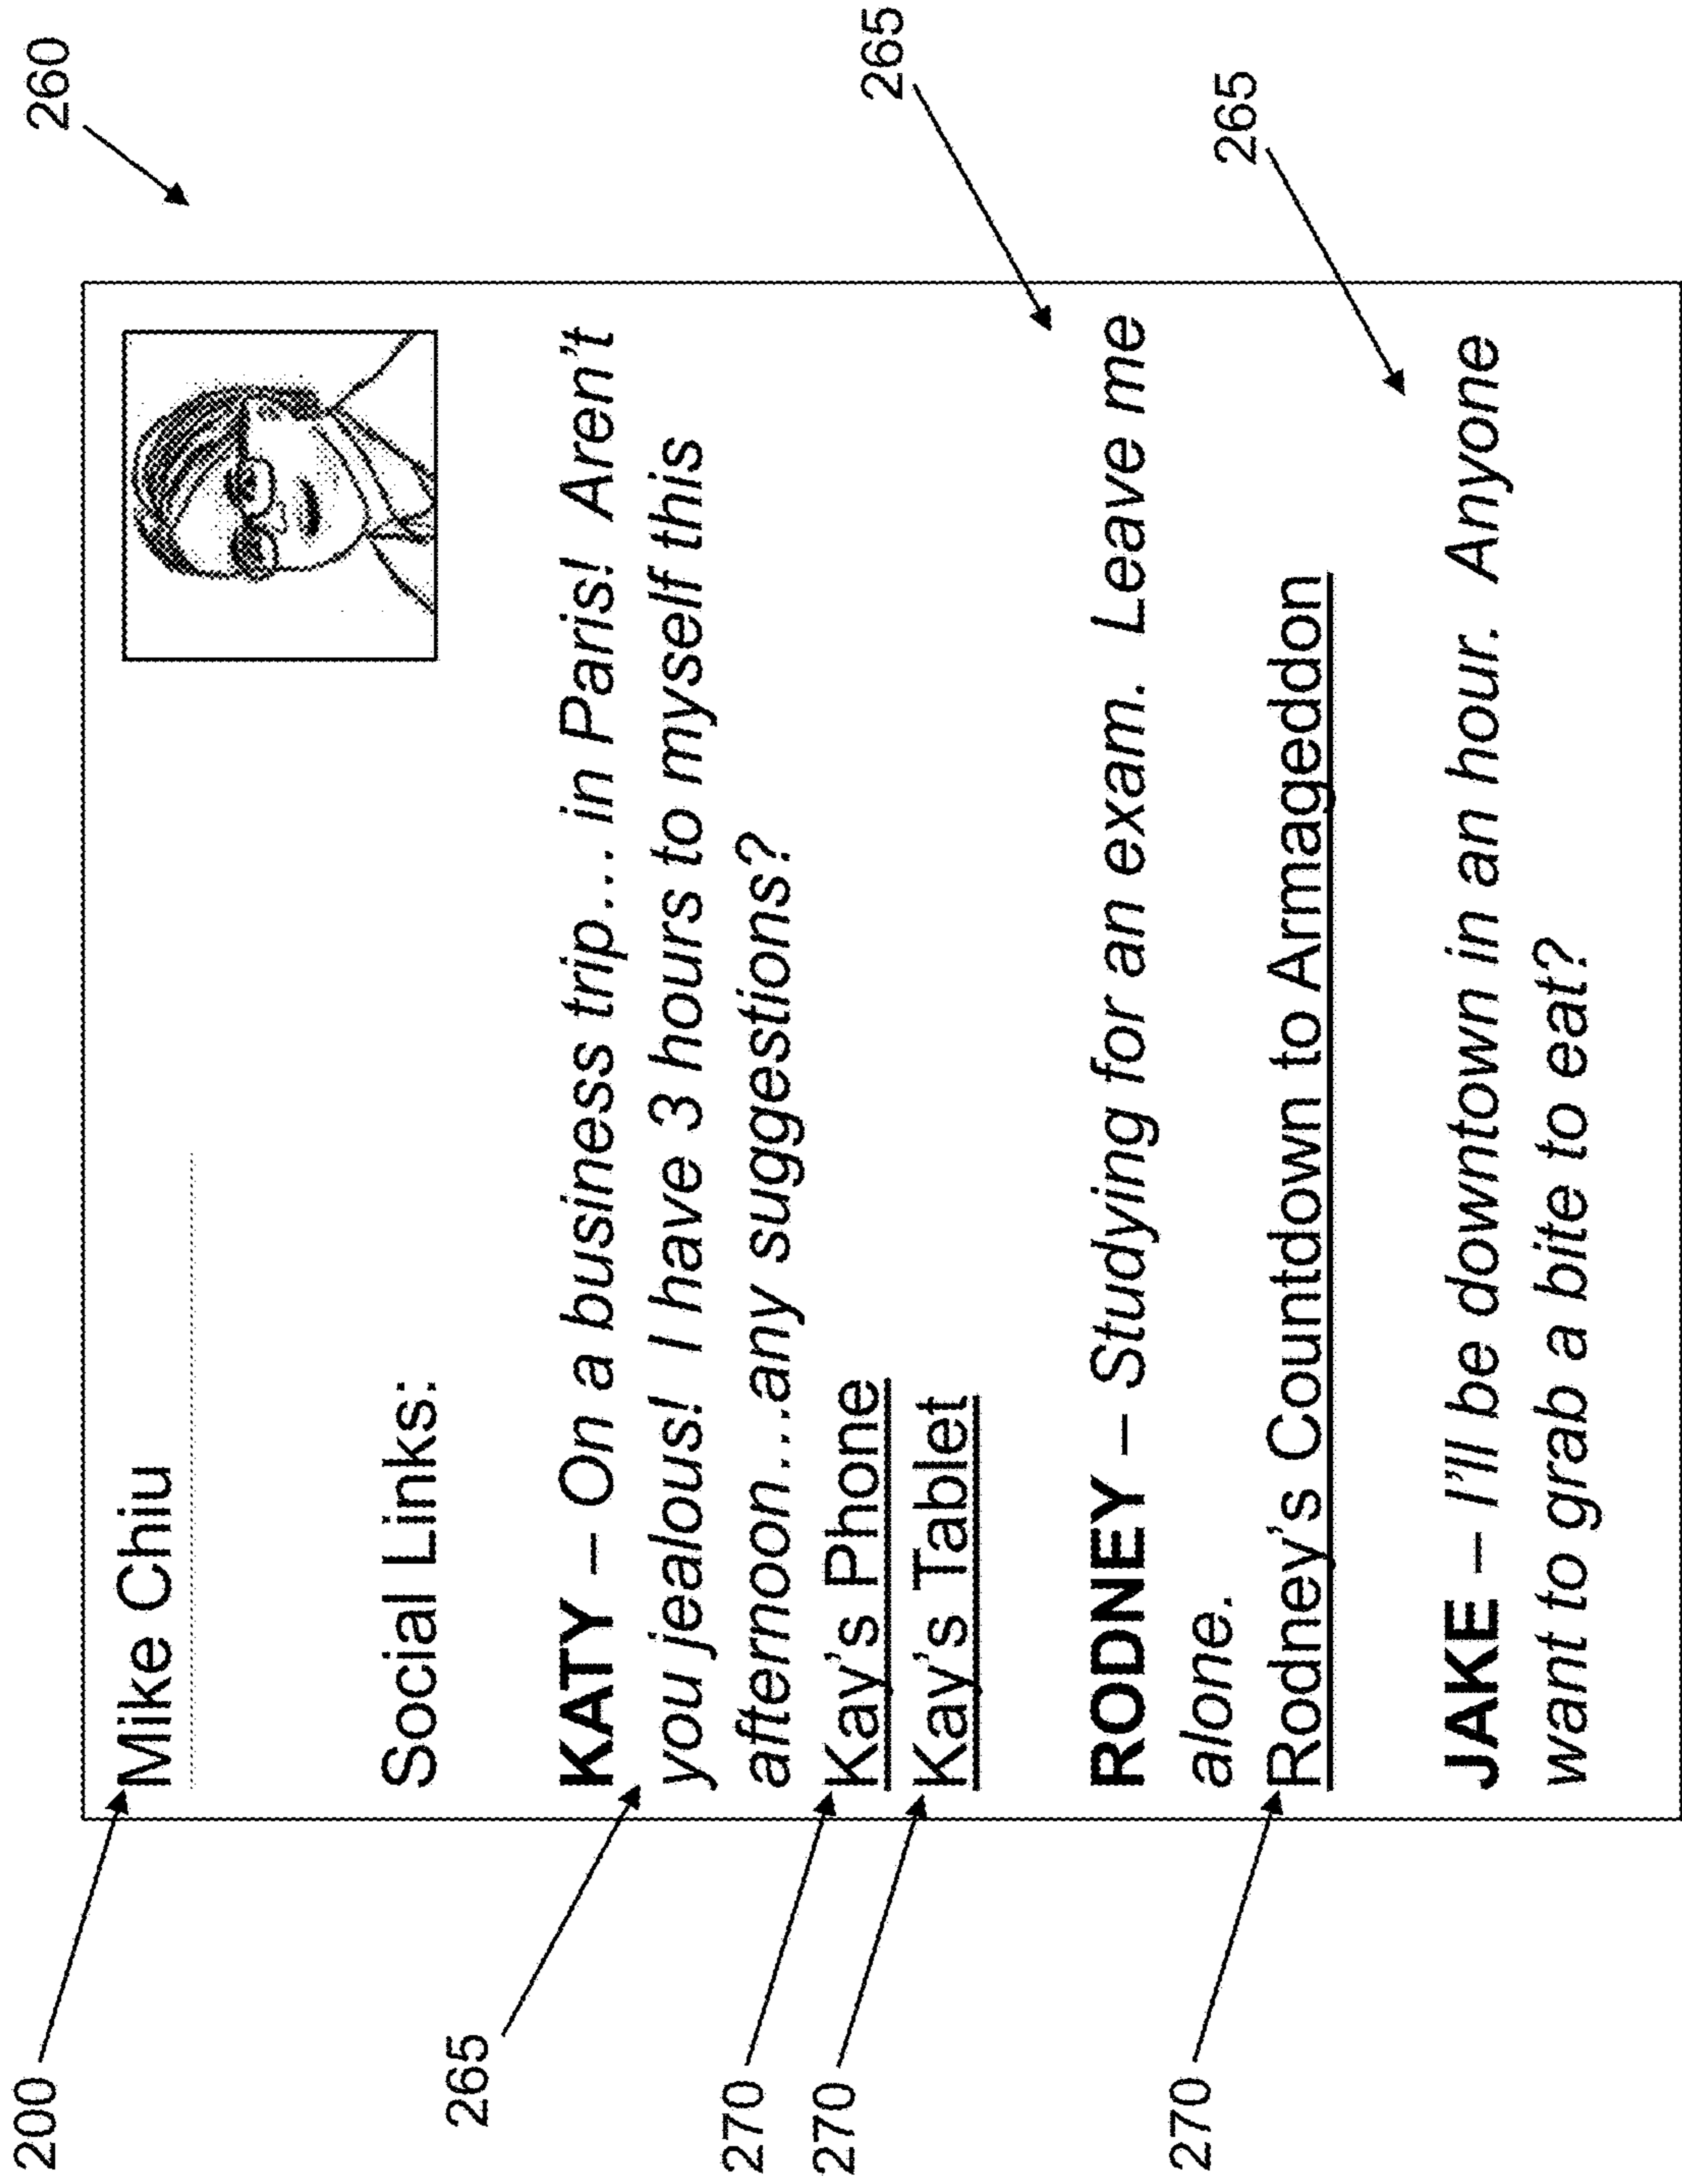 260
200
Mike Chiu
Social Links:
265
KATY – On a business trip... in Paris! Aren't
you jealous! I have 3 hours to myself this
afternoon...any suggestions?
270
Kay's Phone
270
Kay's Tablet
265
RODNEY – Studying for an exam. Leave me
alone.
270
Rodney's Countdown to Armageddon
265
JAKE – I'll be downtown in an hour. Anyone
want to grab a bite to eat?